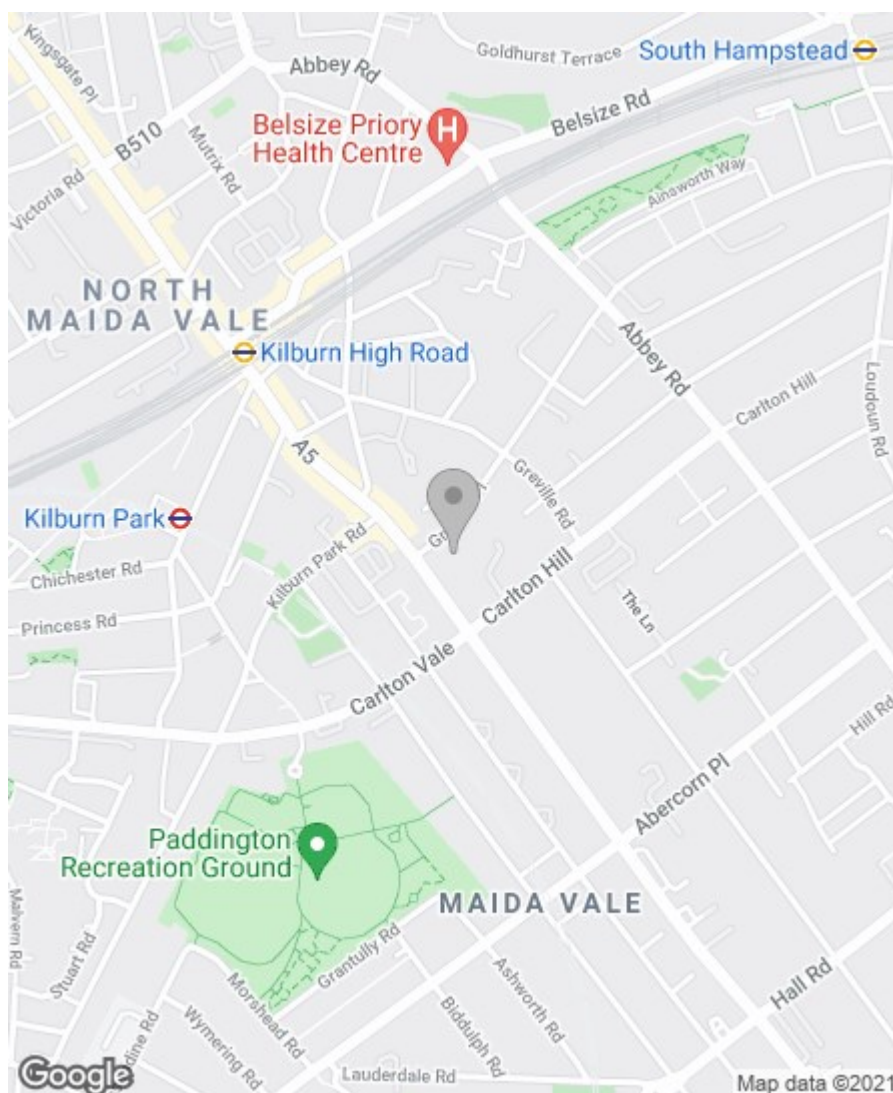 Kingsgate Pl
Abbey Rd
Goldhurst Terrace
South Hampstead
B510
Belsize Priory
Health Centre
H
Belsize Rd
Mutrix Rd
Victoria Rd
Ainsworth Way
NORTH
MAIDA VALE
Kilburn High Road
Abbey Rd
Carlton Hill
Loudoun Rd
A5
Greville Rd
Kilburn Park
Kilburn Park Rd
Chichester Rd
Carlton Hill
The Ln
Princess Rd
Carlton Vale
Hill Rd
Abercorn Pl
Paddington
Recreation Ground
MAIDA VALE
Malvern Rd
Stuart Rd
Grantully Rd
Morshead Rd
Ashworth Rd
Hall Rd
Biddulph Rd
Wymering Rd
Lauderdale Rd
Google
Map data ©2021